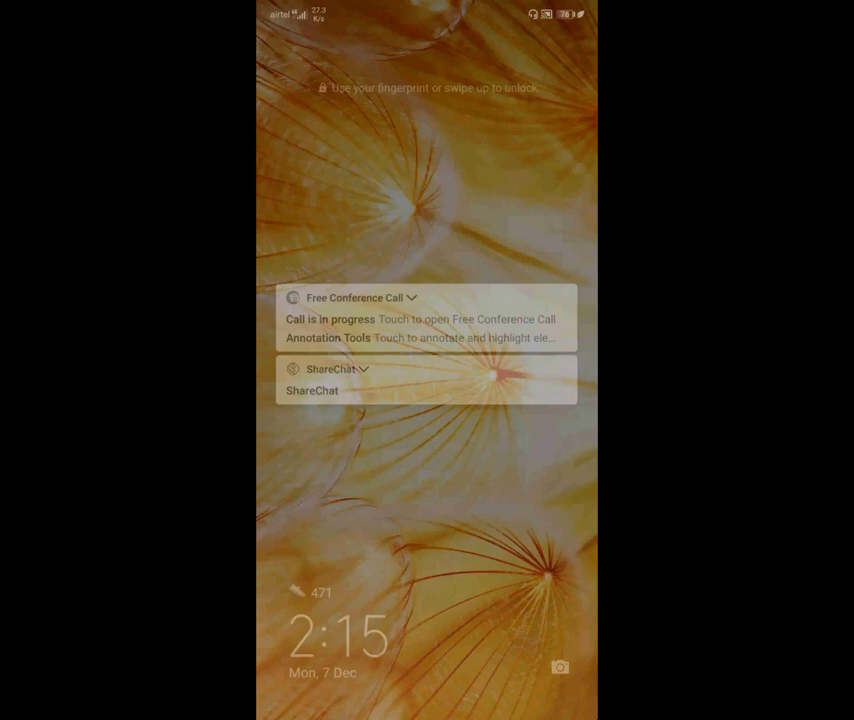 airtel 4G 27.3 K/s 76
Use your fingerprint or swipe up to unlock.
Free Conference Call
Call is in progress Touch to open Free Conference Call
Annotation Tools Touch to annotate and highlight ele...
ShareChat
ShareChat
471
2:15
Mon, 7 Dec